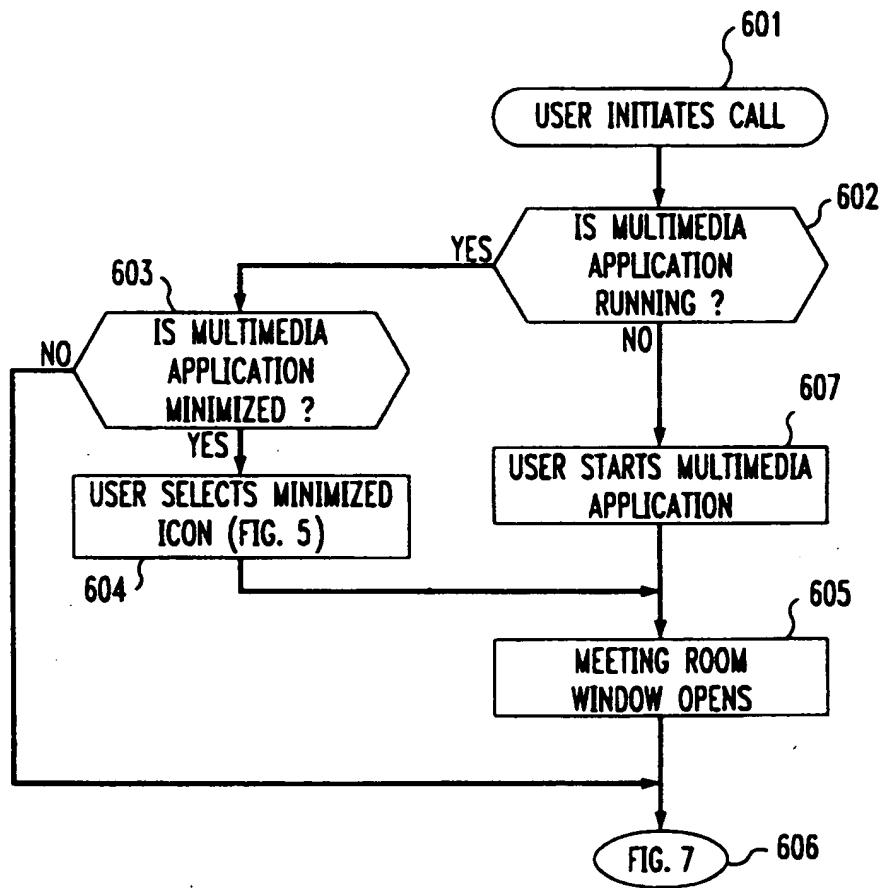 601
USER INITIATES CALL
602
IS MULTIMEDIA
APPLICATION
RUNNING ?
YES
NO
603
IS MULTIMEDIA
APPLICATION
MINIMIZED ?
NO
YES
607
USER STARTS MULTIMEDIA
APPLICATION
USER SELECTS MINIMIZED
ICON (FIG. 5)
604
605
MEETING ROOM
WINDOW OPENS
FIG. 7
606